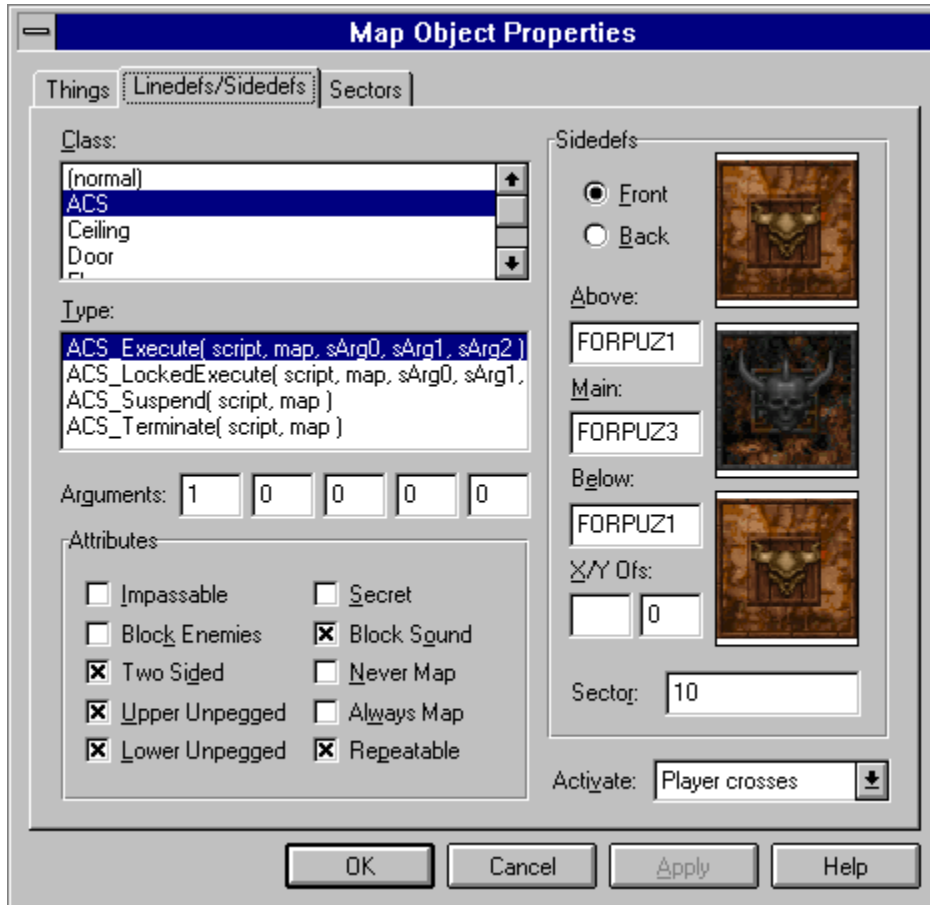 Map Object Properties
Things Linedefs/Sidedefs Sectors
Class:
(normal)
ACS
Ceiling
Door
Type:
ACS_Execute( script, map, sArg0, sArg1, sArg2 )
ACS_LockedExecute( script, map, sArg0, sArg1,
ACS_Suspend( script, map )
ACS_Terminate( script, map )
Arguments: 1 0 0 0 0
Attributes
Impassable Secret
Block Enemies Block Sound
Two Sided Never Map
Upper Unpegged Always Map
Lower Unpegged Repeatable
Sidedefs
Front
Back
Above:
FORPUZ1
Main:
FORPUZ3
Below:
FORPUZ1
X/Y Ofs:
0
Sector: 10
Activate: Player crosses
OK Cancel Apply Help